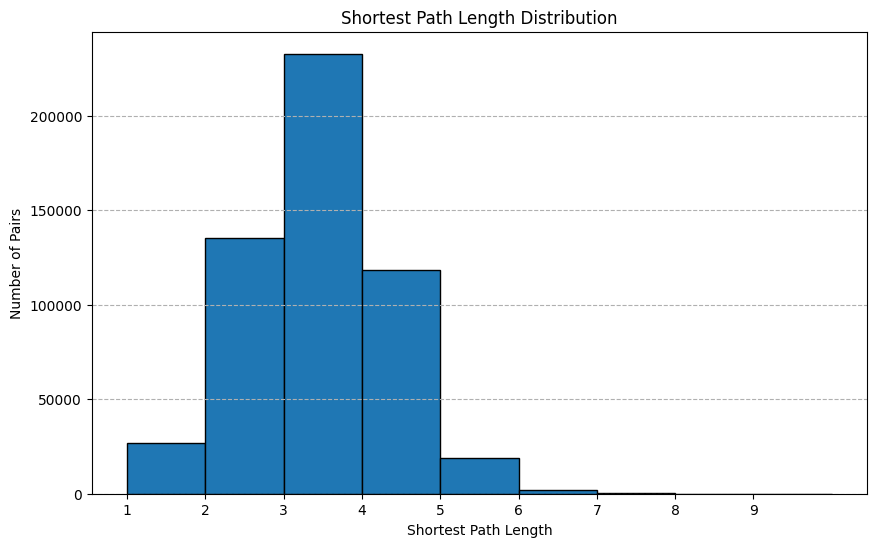 Shortest Path Length Distribution
Number of Pairs
200000
150000
100000
50000
0
1 2 3 4 5 6 7 8 9
Shortest Path Length